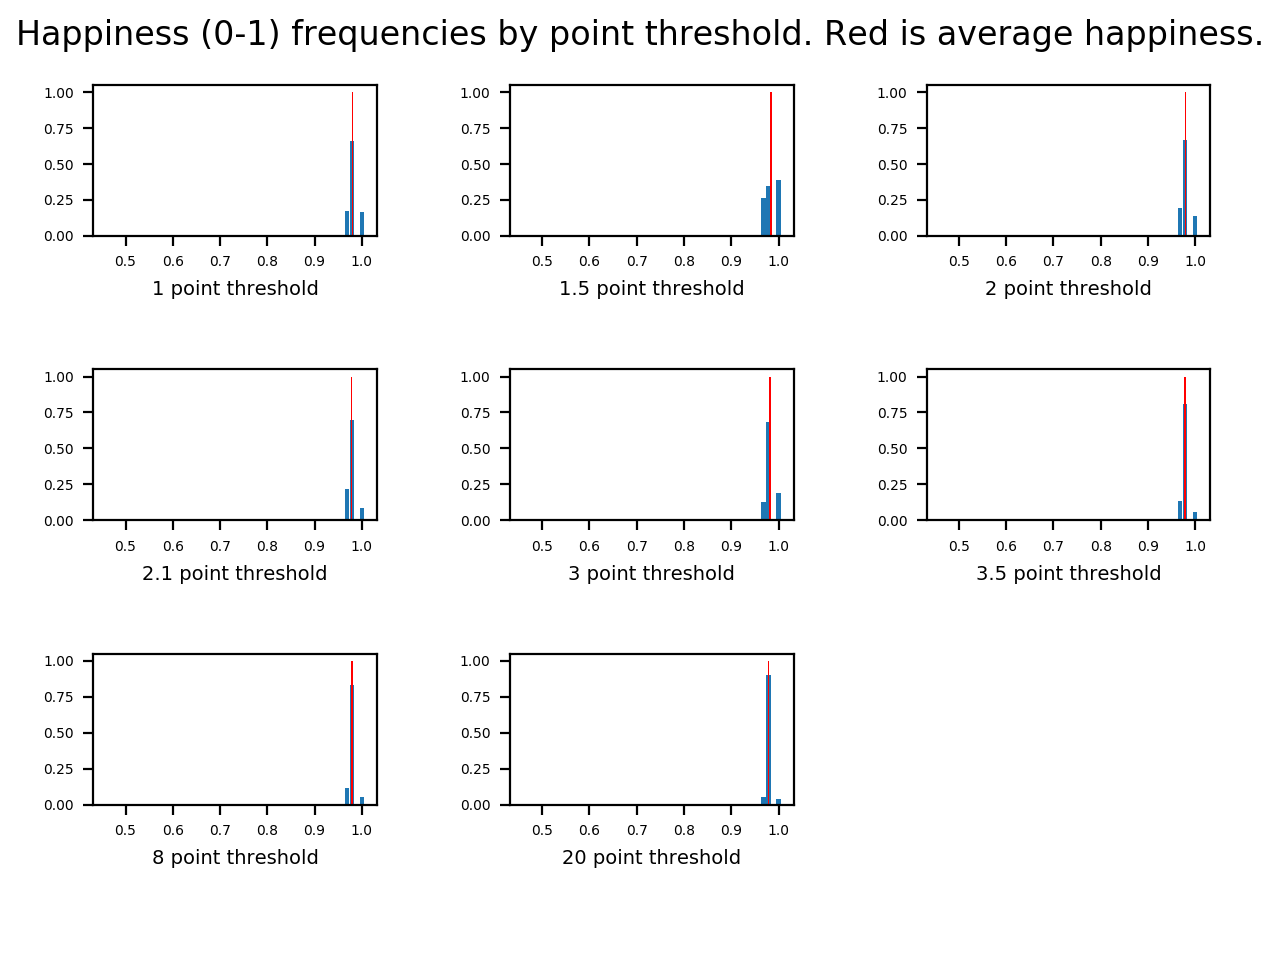 Happiness (0-1) frequencies by point threshold. Red is average happiness.
1.00 0.75 0.50 0.25 0.00
0.5 0.6 0.7 0.8 0.9 1.0
1 point threshold
1.00 0.75 0.50 0.25 0.00
0.5 0.6 0.7 0.8 0.9 1.0
1.5 point threshold
1.00 0.75 0.50 0.25 0.00
0.5 0.6 0.7 0.8 0.9 1.0
2 point threshold
1.00 0.75 0.50 0.25 0.00
0.5 0.6 0.7 0.8 0.9 1.0
2.1 point threshold
1.00 0.75 0.50 0.25 0.00
0.5 0.6 0.7 0.8 0.9 1.0
3 point threshold
1.00 0.75 0.50 0.25 0.00
0.5 0.6 0.7 0.8 0.9 1.0
3.5 point threshold
1.00 0.75 0.50 0.25 0.00
0.5 0.6 0.7 0.8 0.9 1.0
8 point threshold
1.00 0.75 0.50 0.25 0.00
0.5 0.6 0.7 0.8 0.9 1.0
20 point threshold